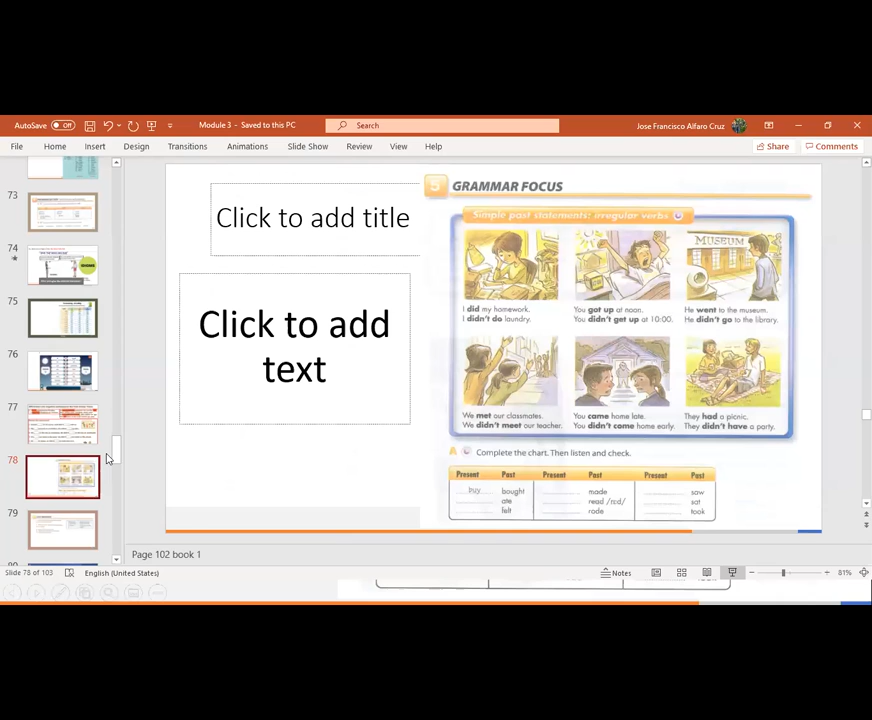 AutoSave Off
Module 3 - Saved to this PC
Search
Jose Francisco Alfaro Cruz
File Home Insert Design Transitions Animations Slide Show Review View Help
Share Comments
73
74
75
76
77
78
79
Click to add title
Click to add
text
5 GRAMMAR FOCUS
Simple past statements: irregular verbs
MUSEUM
I did my homework.
I didn't do laundry.
You got up at noon.
You didn't get up at 10:00.
He went to the museum.
He didn't go to the library.
We met our classmates.
We didn't meet our teacher.
You came home late.
You didn't come home early.
They had a picnic.
They didn't have a party.
A Complete the chart. Then listen and check.
Present Past Present Past Present Past
buy bought made saw
ate read /rɛd/ sat
felt rode took
Page 102 book 1
Slide 78 of 103 English (United States)
Notes
81%